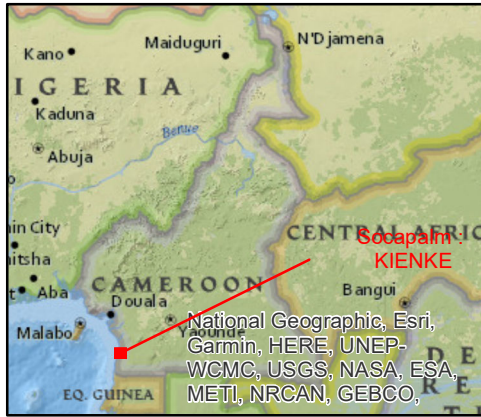 Kano
Maiduguri
N'Djamena
IGERIA
Kaduna
Benue
Abuja
in City
CENTRAL AFRIC
Socapalm :
KIENKE
itsha
t
Aba
CAMEROON
Bangui
Douala
Malabo
Yaounde
National Geographic, Esri,
Garmin, HERE, UNEP-
WCMC, USGS, NASA, ESA,
METI, NRCAN, GEBCO,
D E
R E
EQ. GUINEA